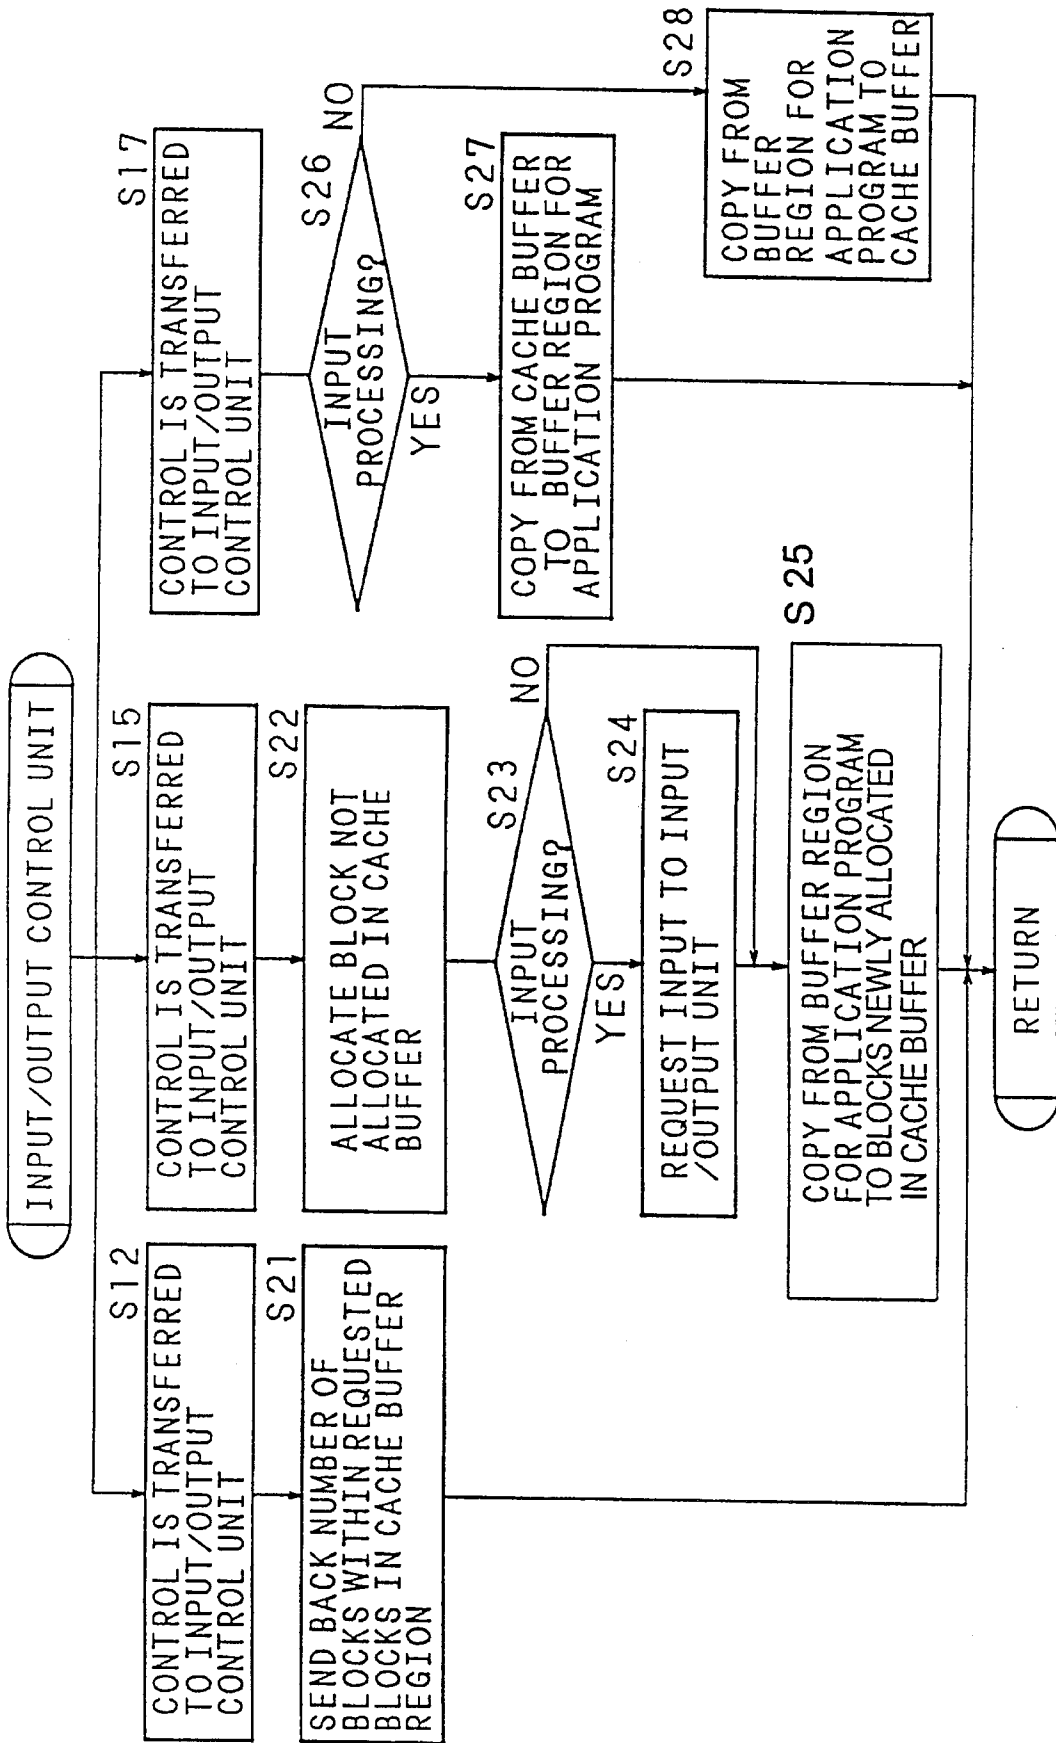 INPUT/OUTPUT CONTROL UNIT
S12
CONTROL IS TRANSFERRED
TO INPUT/OUTPUT
CONTROL UNIT
S21
SEND BACK NUMBER OF
BLOCKS WITHIN REQUESTED
BLOCKS IN CACHE BUFFER
REGION
S15
CONTROL IS TRANSFERRED
TO INPUT/OUTPUT
CONTROL UNIT
S22
ALLOCATE BLOCK NOT
ALLOCATED IN CACHE
BUFFER
S23
INPUT
PROCESSING?
NO
YES
S24
REQUEST INPUT TO INPUT
/OUTPUT UNIT
S25
COPY FROM BUFFER REGION
FOR APPLICATION PROGRAM
TO BLOCKS NEWLY ALLOCATED
IN CACHE BUFFER
S17
CONTROL IS TRANSFERRED
TO INPUT/OUTPUT
CONTROL UNIT
S26
INPUT
PROCESSING?
NO
YES
S27
COPY FROM CACHE BUFFER
TO BUFFER REGION FOR
APPLICATION PROGRAM
S28
COPY FROM
BUFFER
REGION FOR
APPLICATION
PROGRAM TO
CACHE BUFFER
RETURN